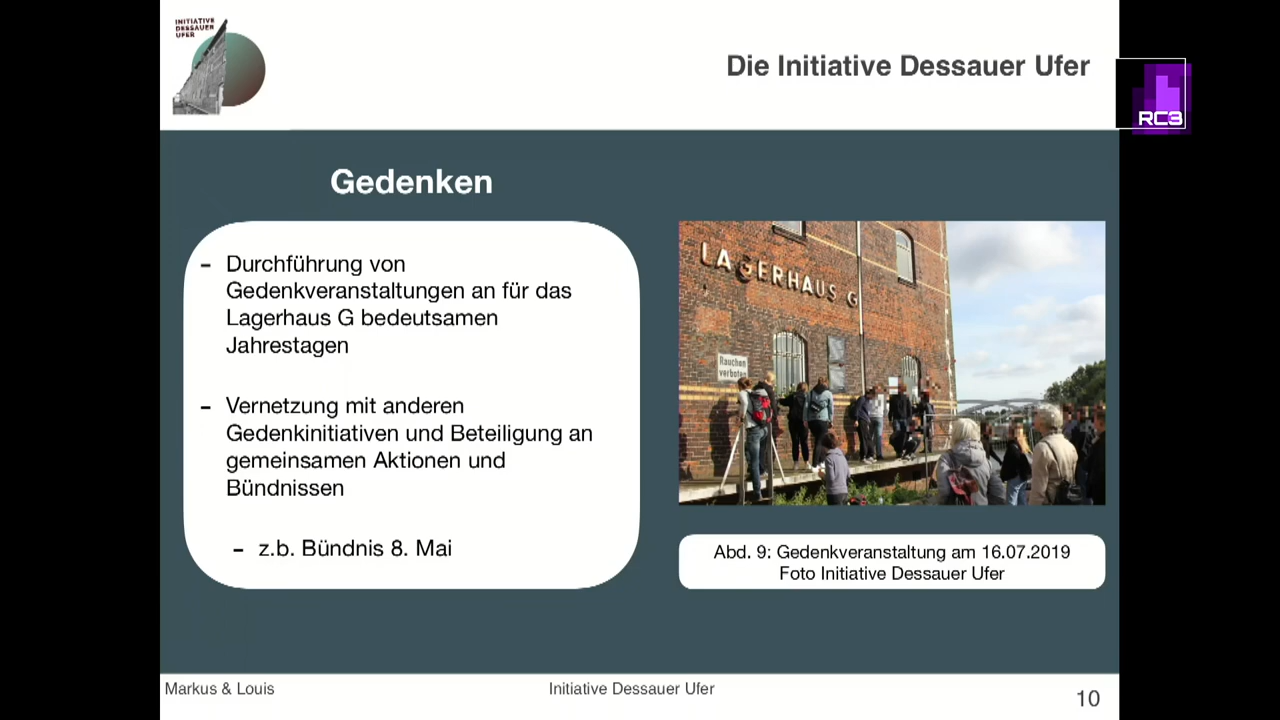 INITIATIVE
DESSAUER
UFER
Die Initiative Dessauer Ufer
RC3
Gedenken
- Durchführung von
Gedenkveranstaltungen an für das
Lagerhaus G bedeutsamen
Jahrestagen
- Vernetzung mit anderen
Gedenkinitiativen und Beteiligung an
gemeinsamen Aktionen und
Bündnissen
- z.b. Bündnis 8. Mai
LAGERHAUS G
Rauchen
verboten
Abd. 9: Gedenkveranstaltung am 16.07.2019
Foto Initiative Dessauer Ufer
Markus & Louis
Initiative Dessauer Ufer
10